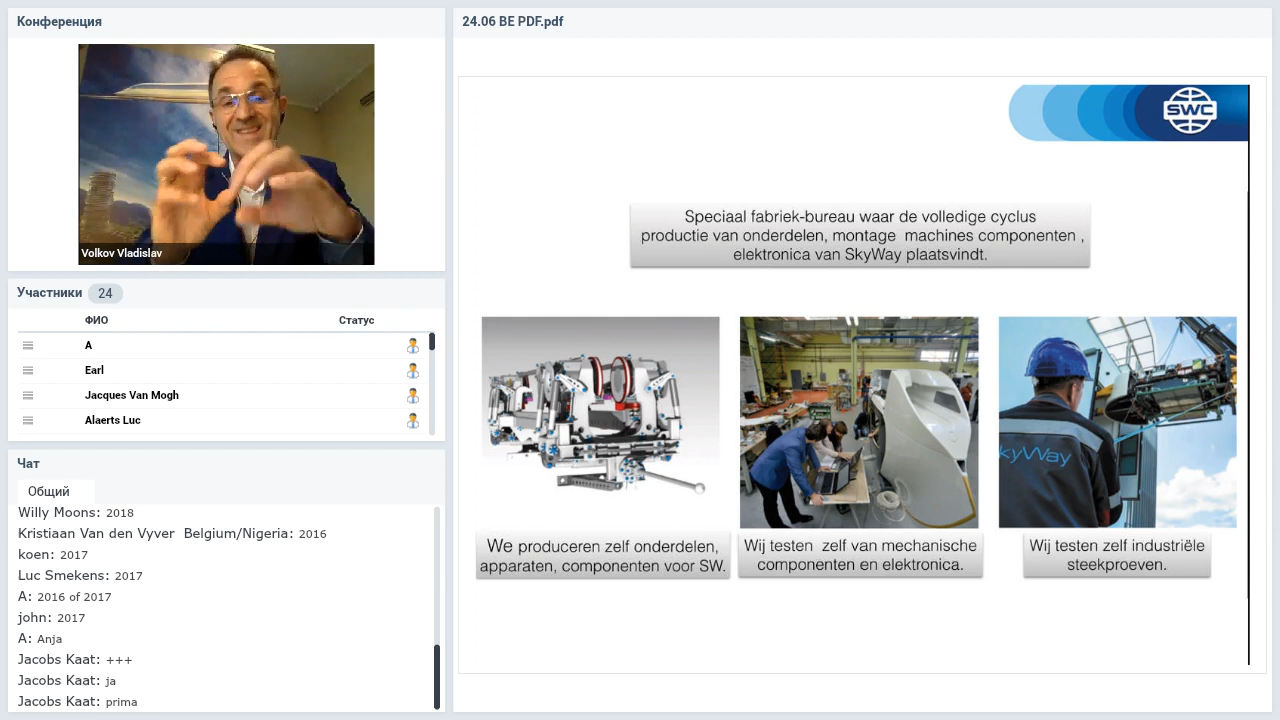 Конференция
Volkov Vladislav
Участники 24
ФИО Статус
A
Earl
Jacques Van Mogh
Alaerts Luc
Чат
Общий
Willy Moons: 2018
Kristiaan Van den Vyver Belgium/Nigeria: 2016
koen: 2017
Luc Smekens: 2017
A: 2016 of 2017
john: 2017
A: Anja
Jacobs Kaat: +++
Jacobs Kaat: ja
Jacobs Kaat: prima
24.06 BE PDF.pdf
SWC
Speciaal fabriek-bureau waar de volledige cyclus
productie van onderdelen, montage machines componenten ,
elektronica van SkyWay plaatsvindt.
kyWay
We produceren zelf onderdelen,
apparaten, componenten voor SW.
Wij testen zelf van mechanische
componenten en elektronica.
Wij testen zelf industriële
steekproeven.